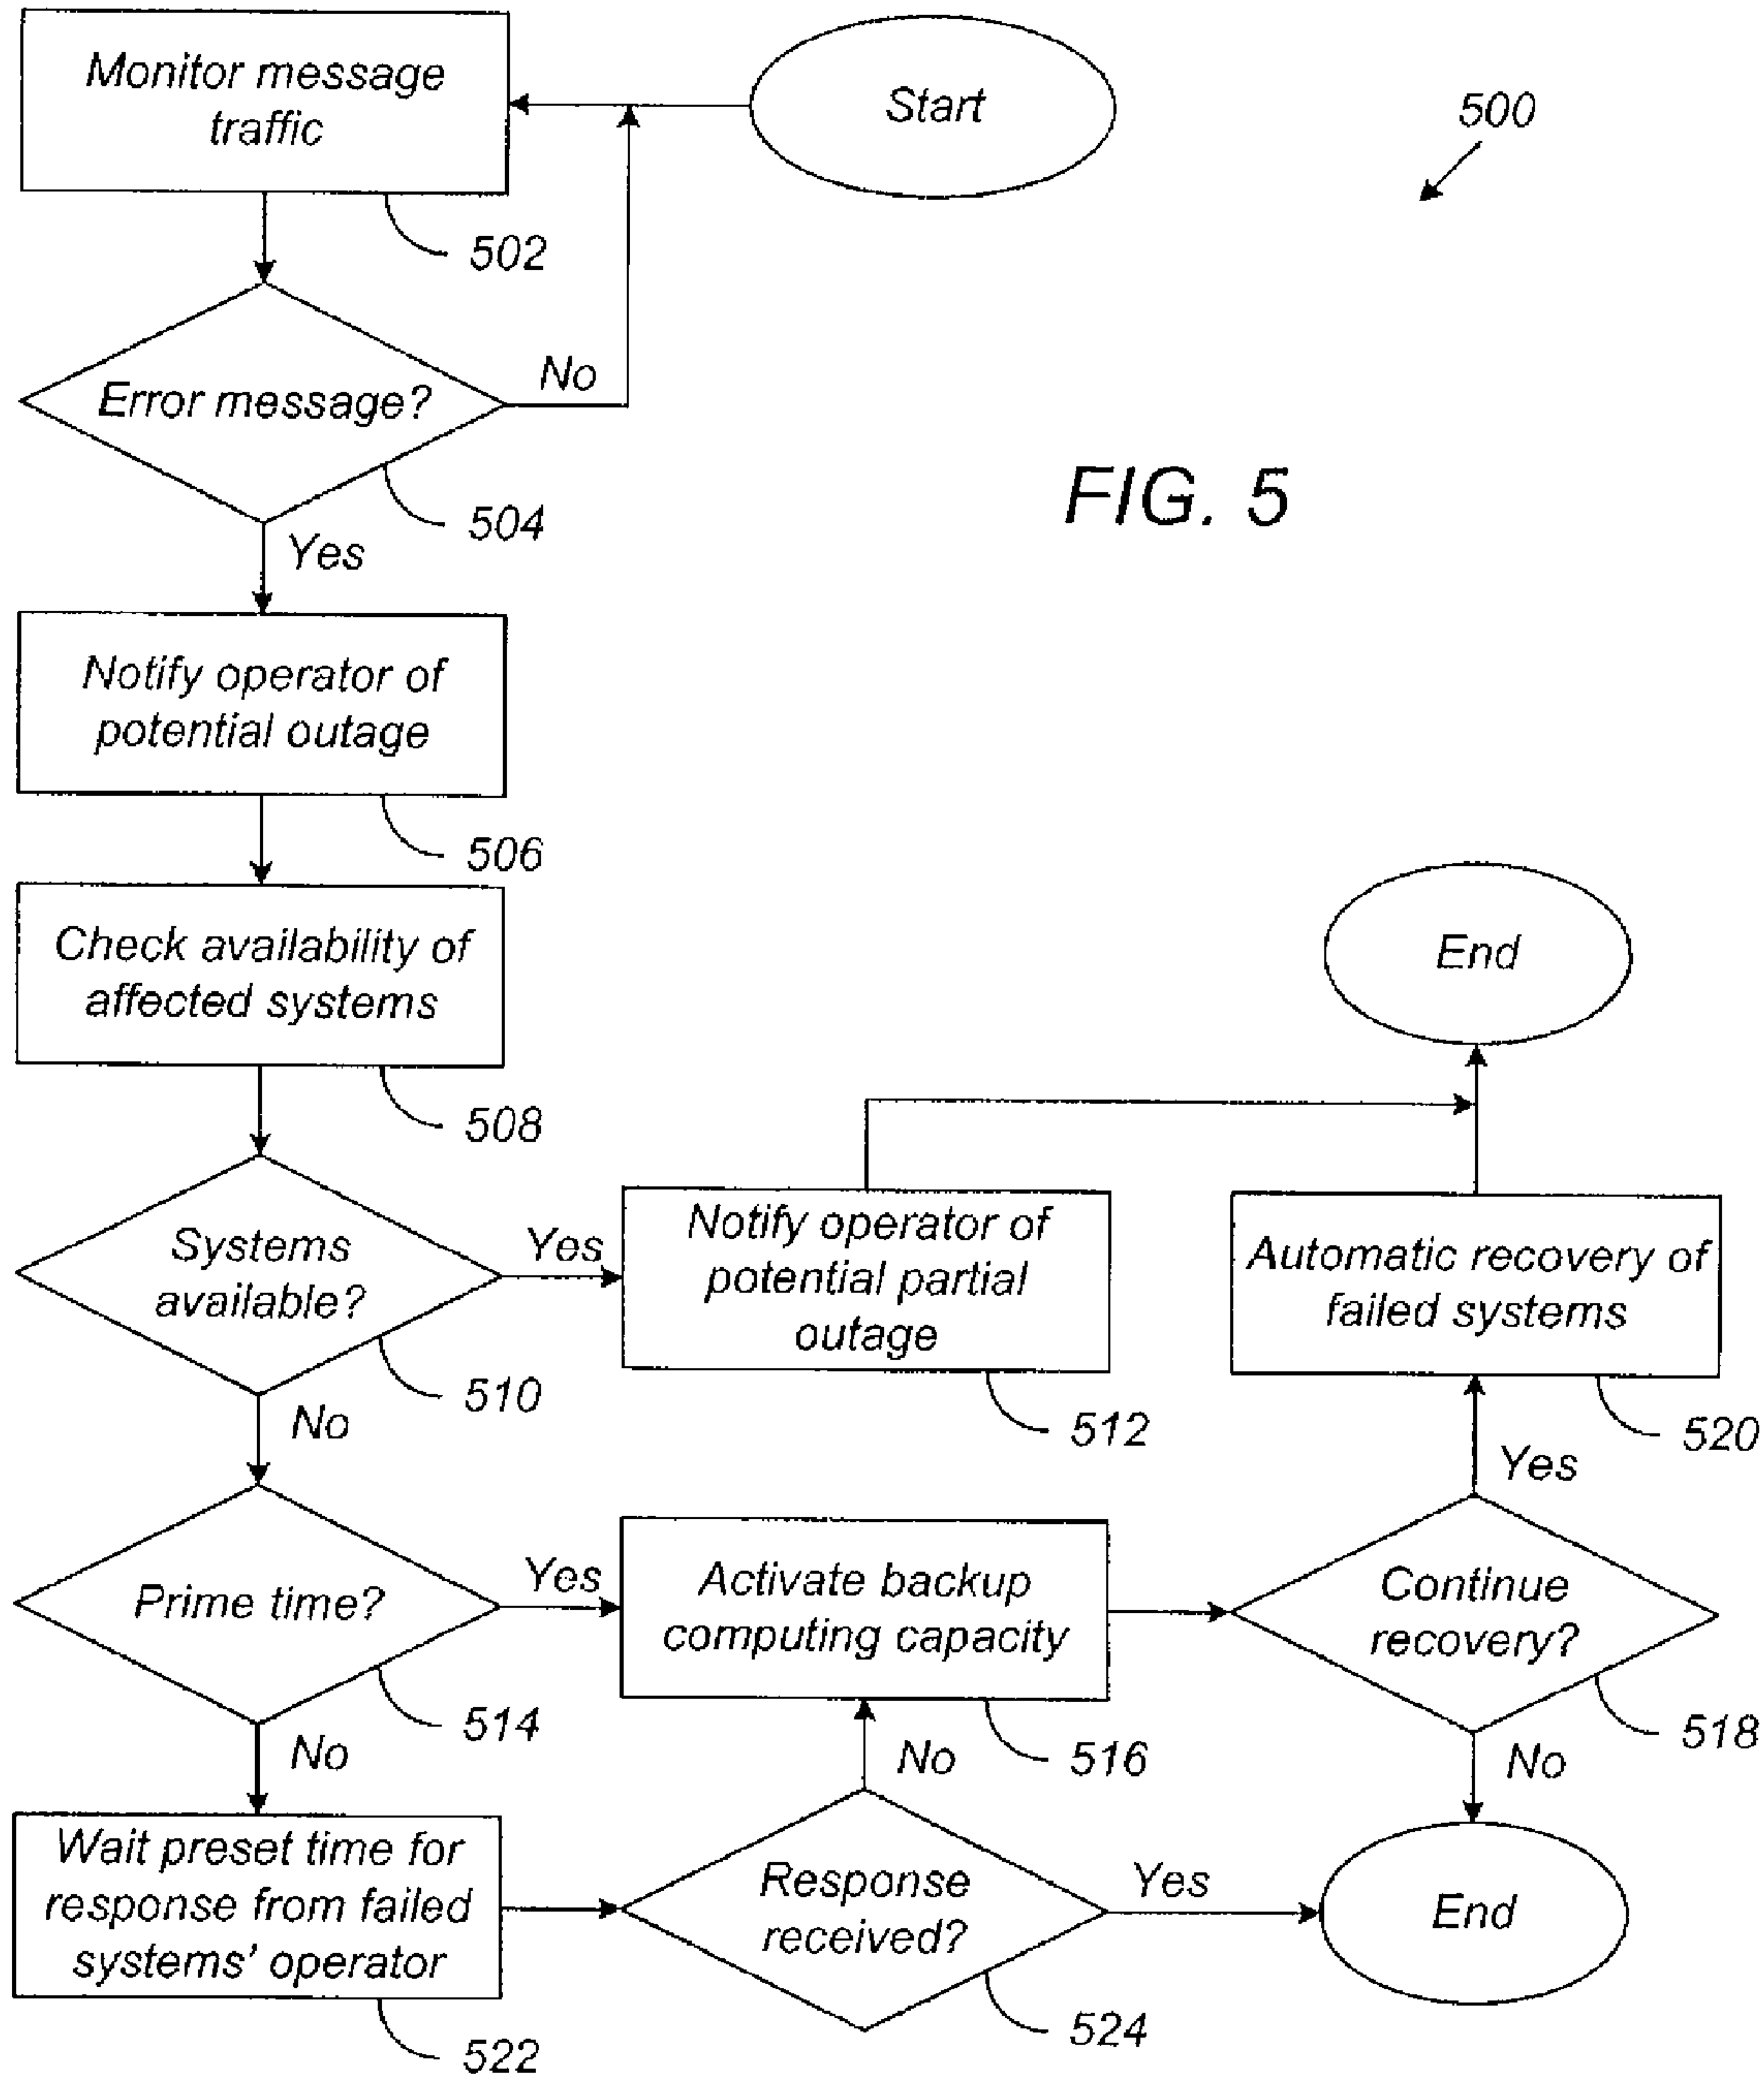 Monitor message
traffic
Start
500
502
Error message?
No
504
FIG. 5
Yes
Notify operator of
potential outage
506
Check availability of
affected systems
508
End
Systems
available?
Yes
510
No
Notify operator of
potential partial
outage
512
Automatic recovery of
failed systems
520
Yes
Prime time?
Yes
514
No
Activate backup
computing capacity
516
No
Continue
recovery?
518
No
Wait preset time for
response from failed
systems' operator
522
Response
received?
Yes
524
End